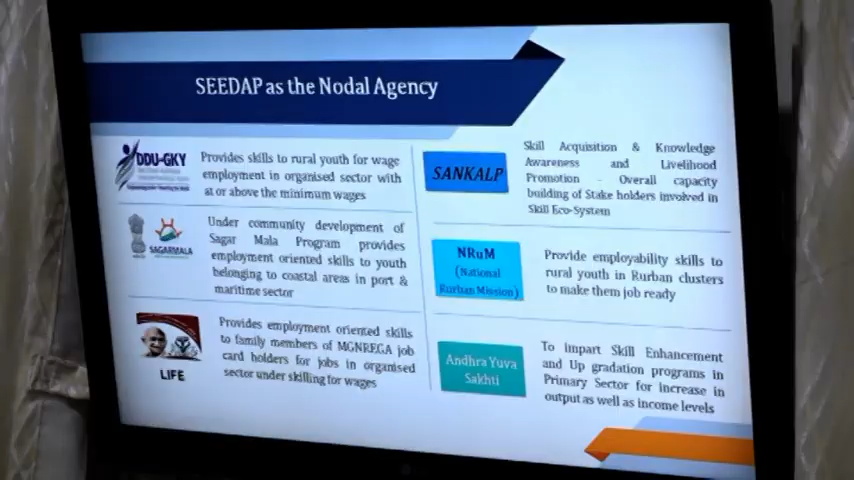 SEEDAP as the Nodal Agency
DDU-GKY
Provides skills to rural youth for wage
employment in organised sector with
at or above the minimum wages
SAGARMALA
Under community development of
Sagar Mala Program provides
employment oriented skills to youth
belonging to coastal areas in port &
maritime sector
LIFE
Provides employment oriented skills
to family members of MGNREGA job
card holders for jobs in organised
sector under skilling for wages
SANKALP
Skill Acquisition & Knowledge
Awareness and Livelihood
Promotion - Overall capacity
building of Stake holders involved in
Skill Eco-System
NRuM
(National
Rurban Mission)
Provide employability skills to
rural youth in Rurban clusters
to make them job ready
Andhra Yuva
Sakhti
To impart Skill Enhancement
and Up gradation programs in
Primary Sector for increase in
output as well as income levels